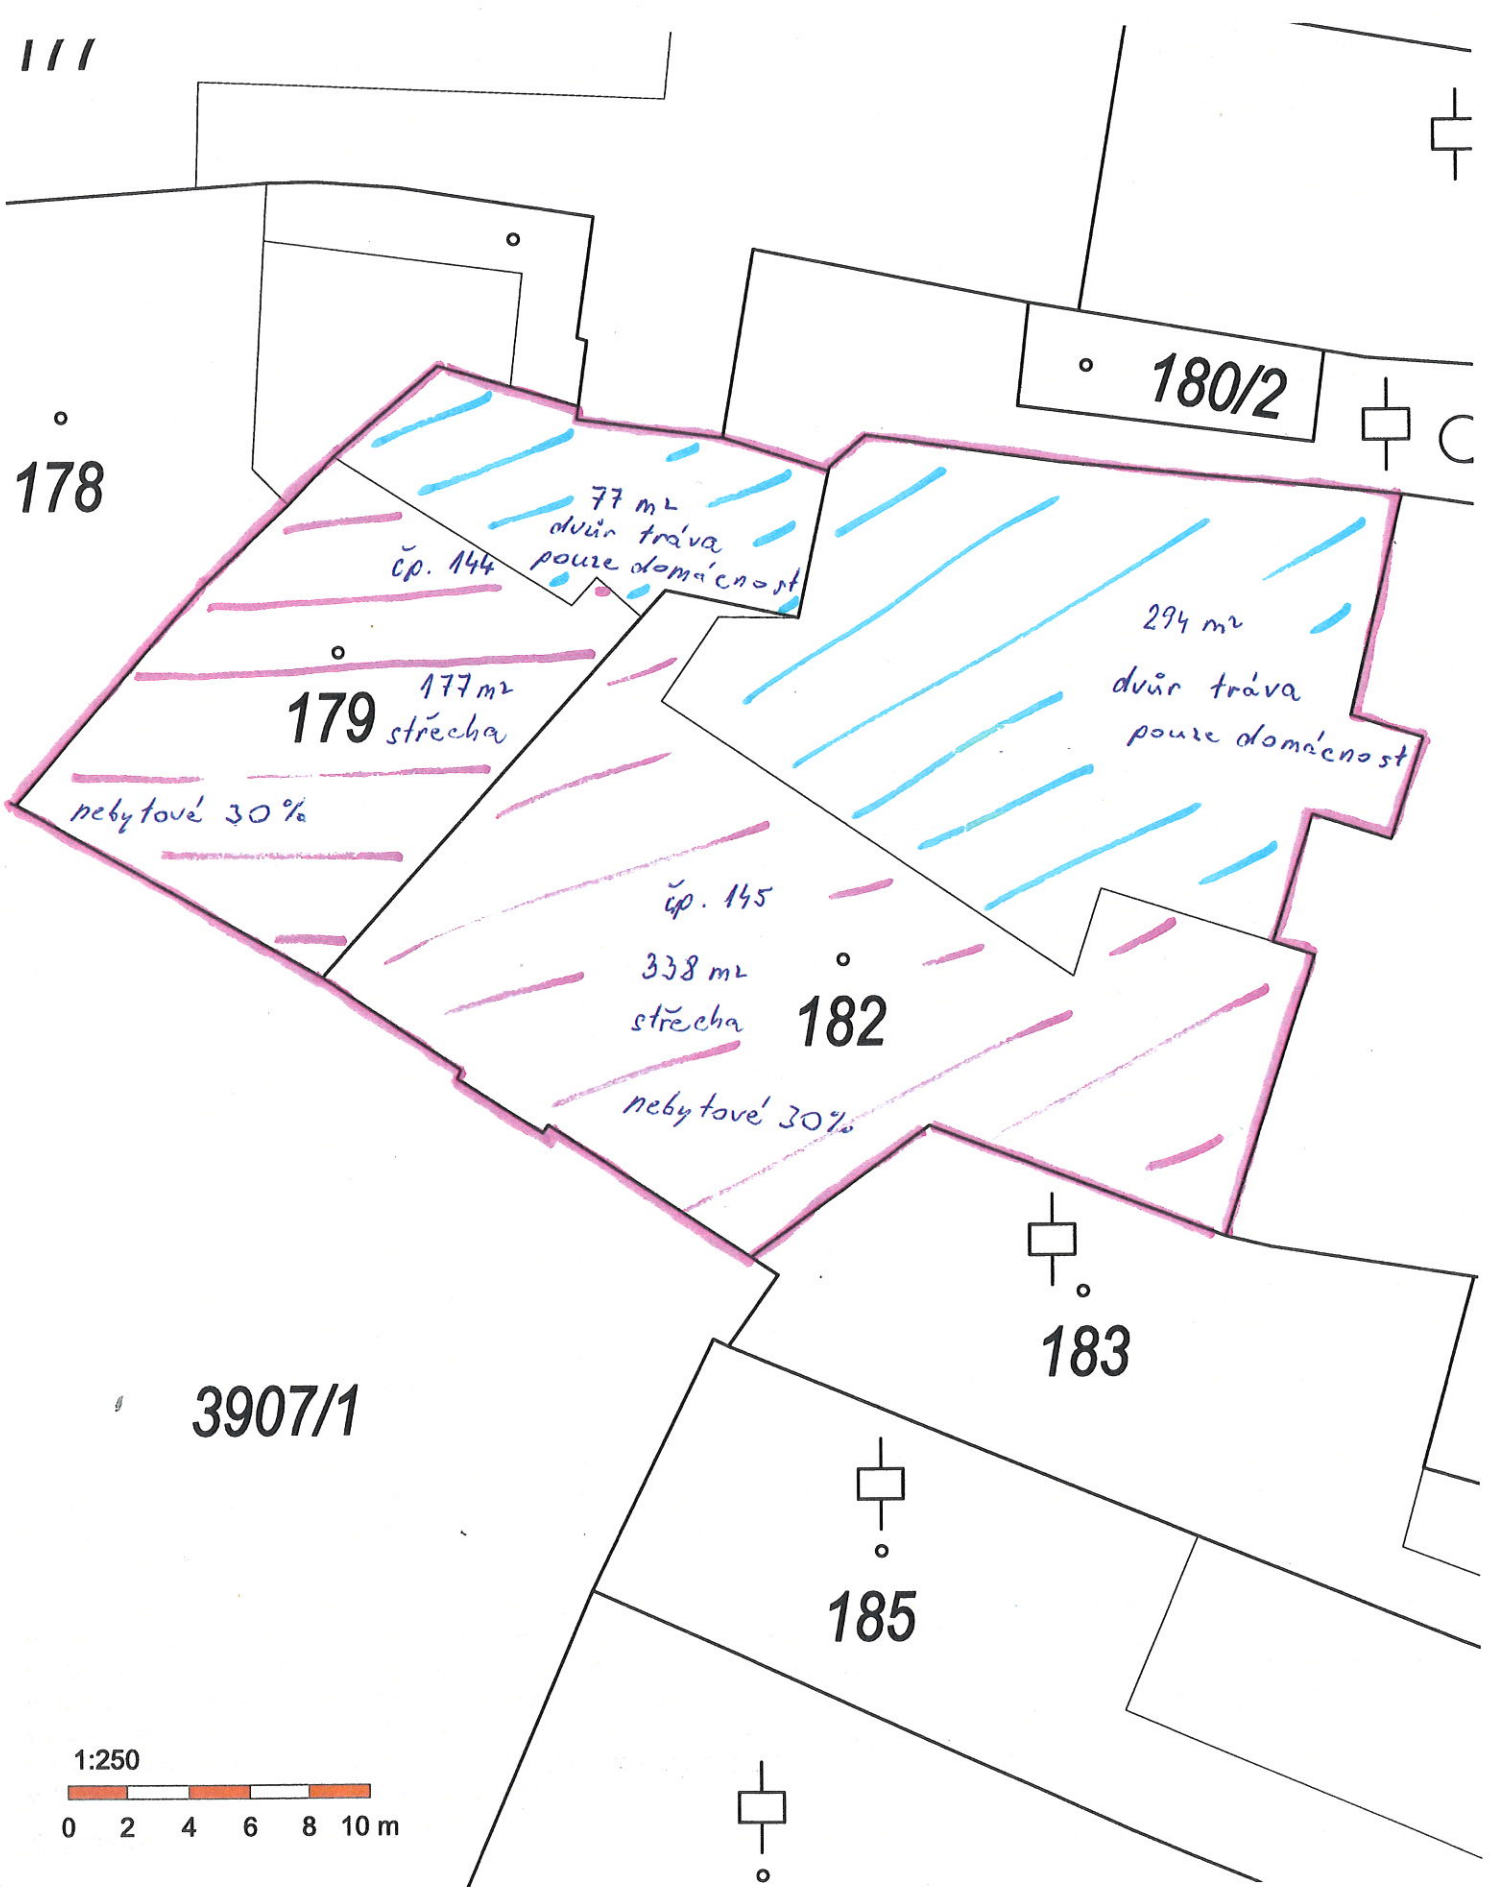 180/2
178
77 m²
dvůr tráva
pouze domácnost
čp. 144
294 m²
dvůr tráva
pouze domácnost
179
177 m²
střecha
nebytové 30%
čp. 145
338 m²
střecha
182
nebytové 30%
183
3907/1
185
1:250
0 2 4 6 8 10 m